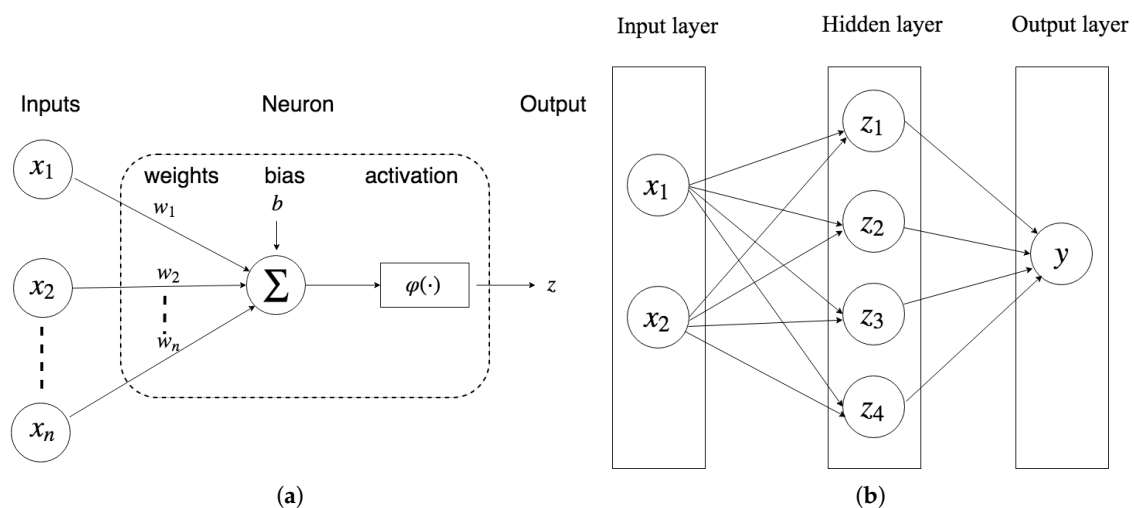 Inputs Neuron Output
x1
x2
xn
weights bias activation
b
w1
w2
wn
Σ
φ(·)
z
(a)
Input layer Hidden layer Output layer
x1
x2
z1
z2
z3
z4
y
(b)